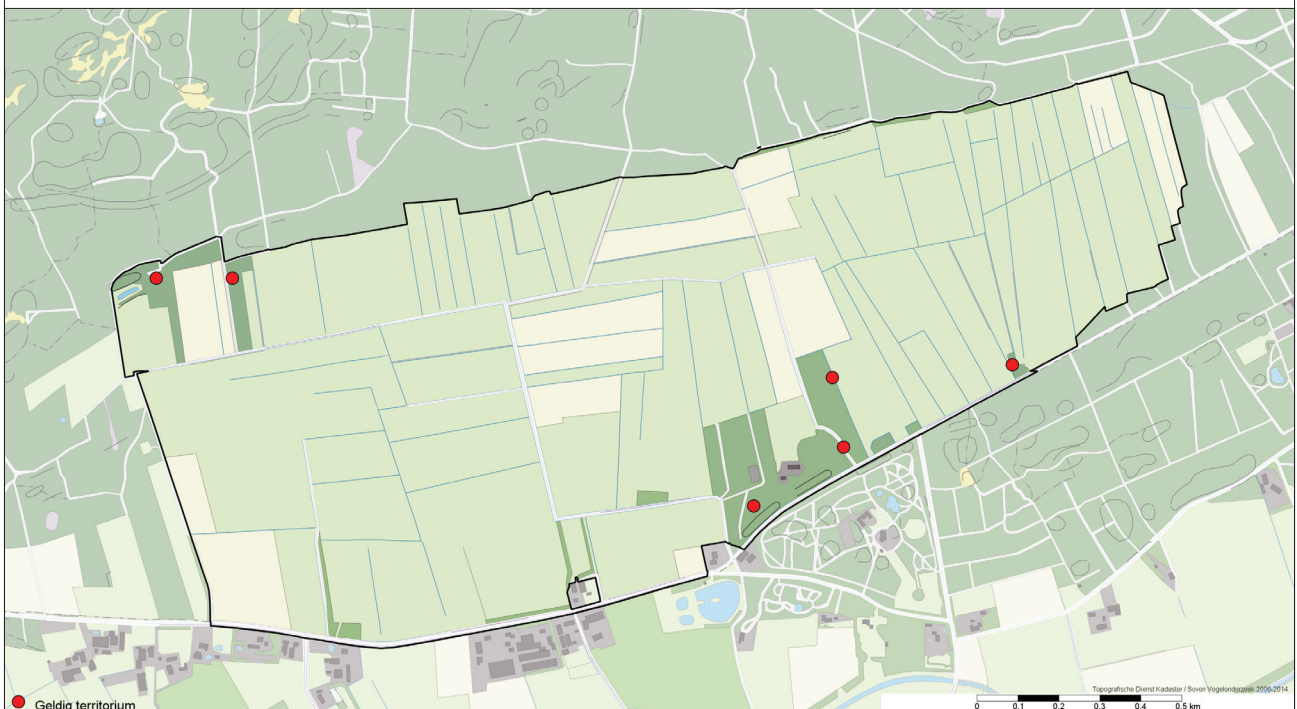 Topografische Dienst Kadaster / Sovon Vogelonderzoek 2006-2014
Geldig territorium
0 0.1 0.2 0.3 0.4 0.5 km